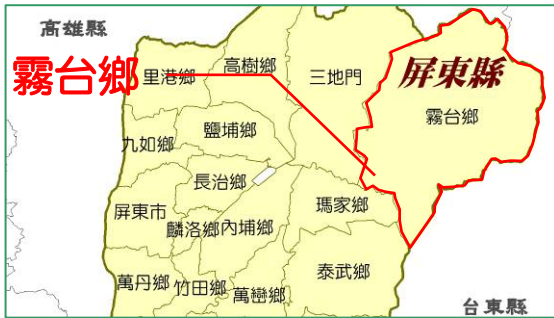 高雄縣
霧台鄉
里港鄉
高樹鄉
三地門
屏東縣
霧台鄉
九如鄉
鹽埔鄉
長治鄉
屏東市
麟洛鄉
內埔鄉
瑪家鄉
萬丹鄉
竹田鄉
萬巒鄉
泰武鄉
台東縣